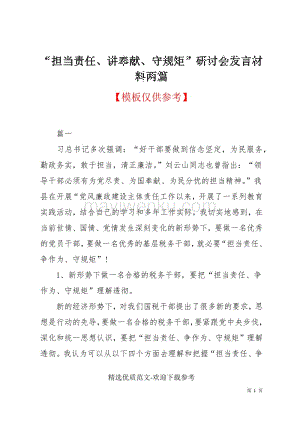 “担当责任、讲奉献、守规矩”研讨会发言材
料两篇
【模板仅供参考】
篇一
习总书记多次强调：“好干部要做到信念坚定，为民服务，
勤政务实。敢于担当，清正廉洁。”刘云山同志也曾指出：“领
导干部必须有为党尽责、为国奉献、为民分忧的担当精神。”我
县在开展“党风廉政建设主体责任工作以来，开展了一系列教育
实践活动。结合自己的学习和多年工作实际，我切实地感到，在
当前世情、国情、党情发生深刻变化的新形势下，要做一名优秀
的党员干部，要做一名优秀的基层税务干部，就必要“担当责任、
争作为、守规矩”！
1、新形势下做一名合格的税务干部，要把“担当责任、争
作为、守规矩”理解透彻。
新的经济形势下，对我们国税干部提出了很多新的要求，思
想是行动的先导，要做一名合格的税务干部，要紧跟党中央步伐，
深化和统一思想认识，要把“担当责任、争作为、守规矩”理解
透彻。我认为可以从以下四个方面去理解和把握“担当责任、争
精选优质范文-欢迎下载参考
第 1 页